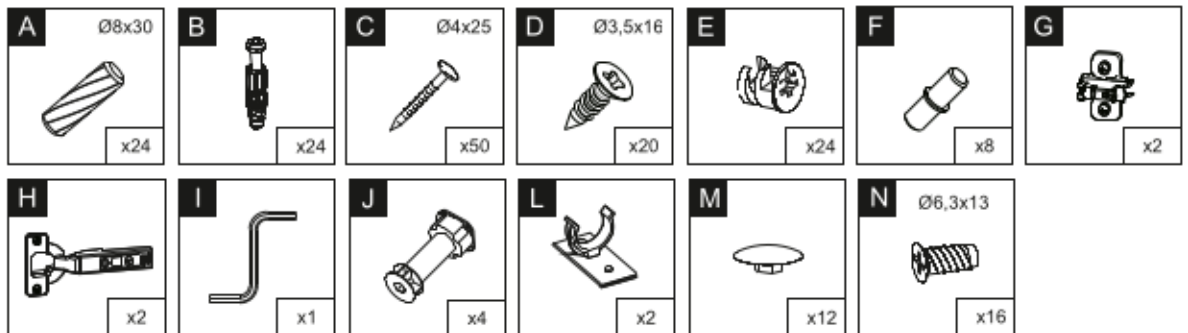 A Ø8x30 B C Ø4x25 D Ø3,5x16 E F G
x24 x24 x50 x20 x24 x8 x2
H I J L M N Ø6,3x13
x2 x1 x4 x2 x12 x16